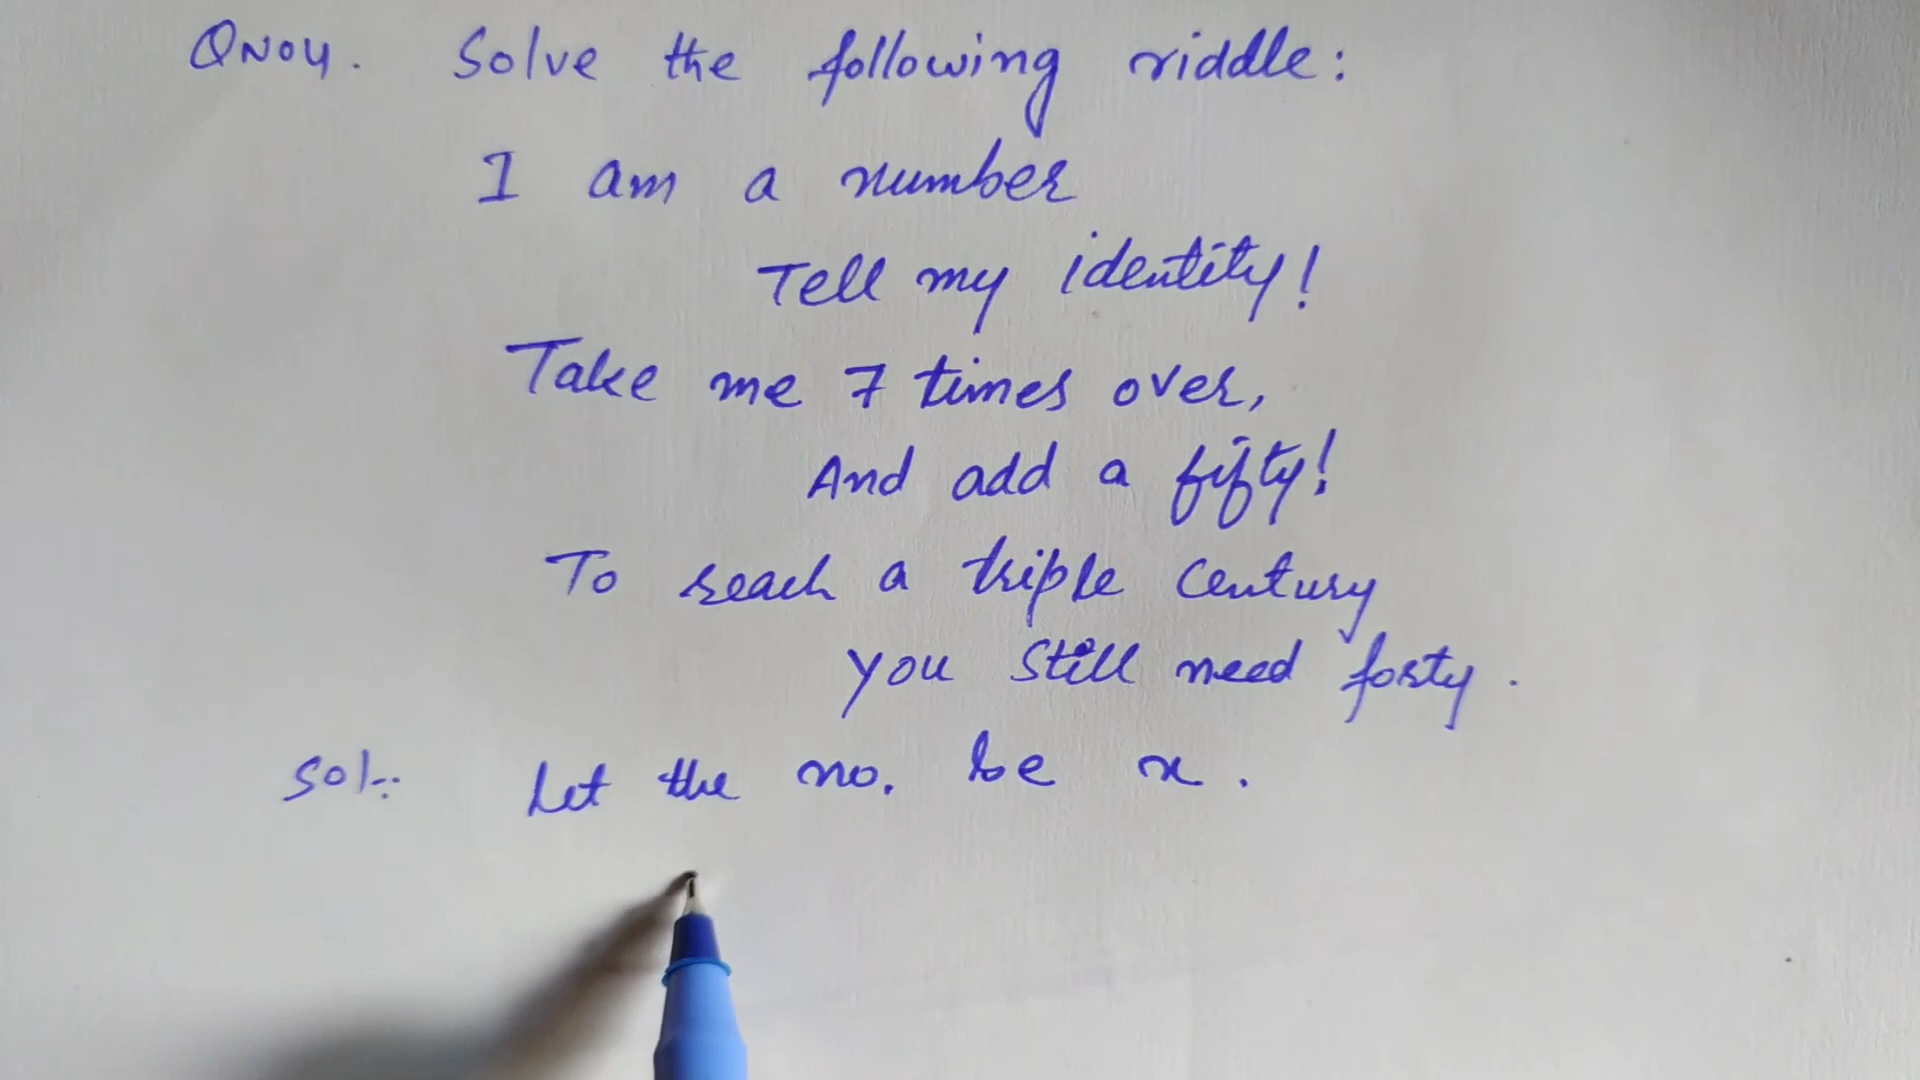 QNo4. Solve the following riddle:
I am a number
Tell my identity!
Take me 7 times over,
And add a fifty!
To reach a triple century
you still need forty.
Sol:- Let the no. be x.